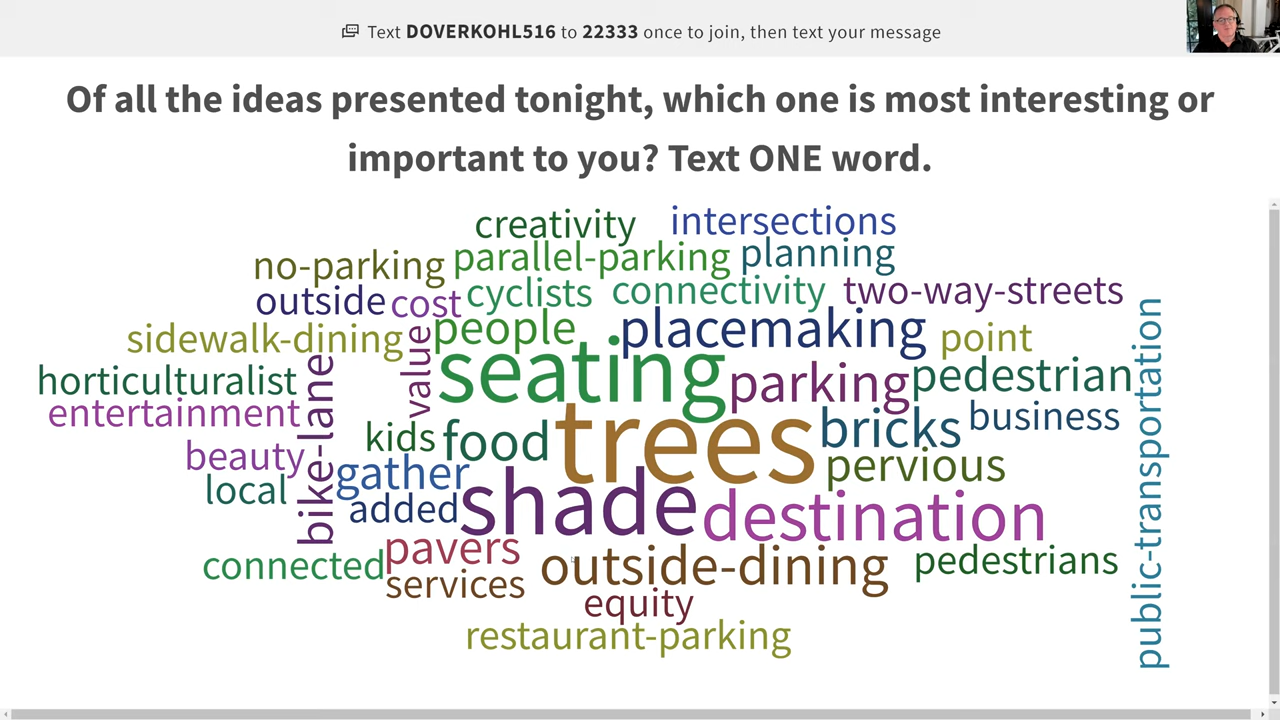 Text DOVERKOHL516 to 22333 once to join, then text your message
Of all the ideas presented tonight, which one is most interesting or
important to you? Text ONE word.
creativity
intersections
no-parking
parallel-parking
planning
outside
cost
cyclists
connectivity
two-way-streets
sidewalk-dining
value
people
placemaking
point
public-transportation
horticulturalist
bike-lane
seating
parking
pedestrian
entertainment
kids
food
trees
bricks
business
beauty
gather
pervious
local
added
shade
destination
connected
pavers
outside-dining
pedestrians
services
equity
restaurant-parking